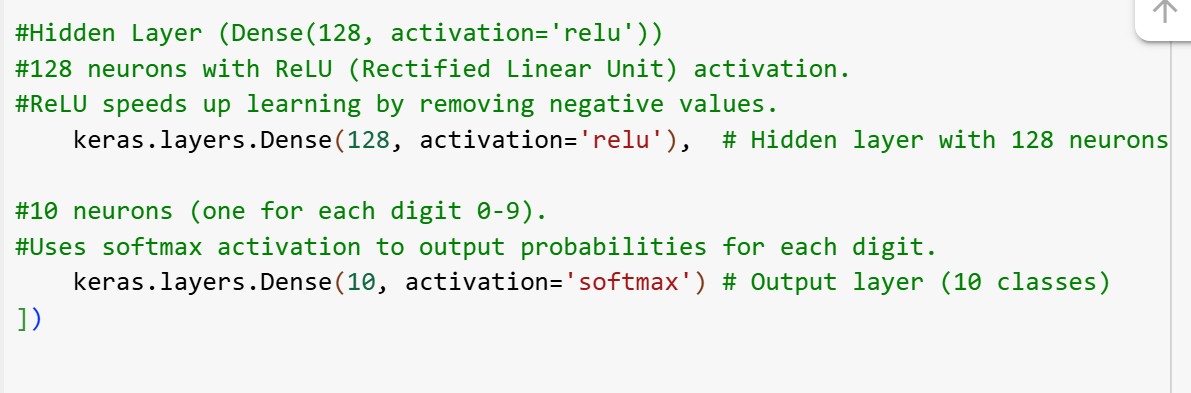 #Hidden Layer (Dense(128, activation='relu'))
#128 neurons with ReLU (Rectified Linear Unit) activation.
#ReLU speeds up learning by removing negative values.
    keras.layers.Dense(128, activation='relu'),  # Hidden layer with 128 neurons

#10 neurons (one for each digit 0-9).
#Uses softmax activation to output probabilities for each digit.
    keras.layers.Dense(10, activation='softmax') # Output layer (10 classes)
])